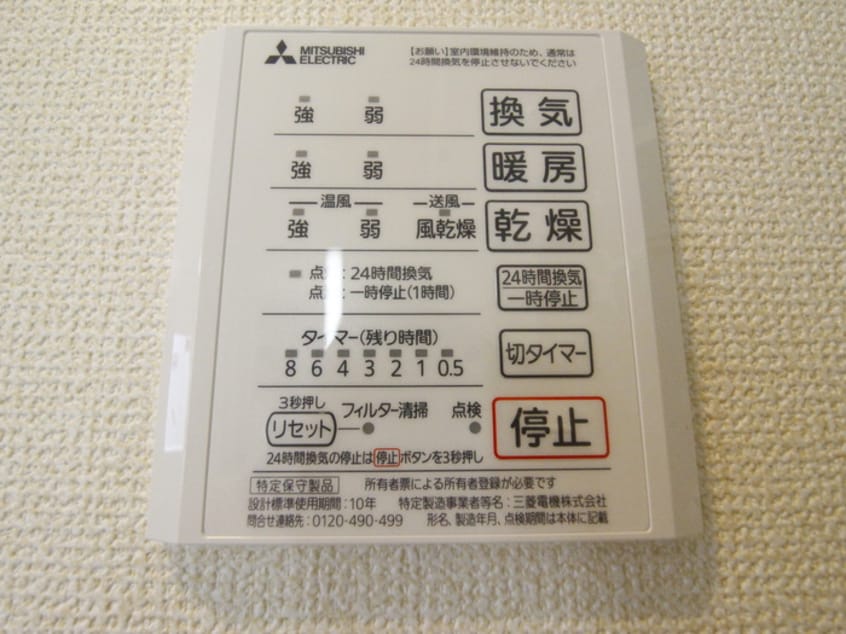 MITSUBISHI
ELECTRIC
【お願い】室内環境維持のため、通常は
24時間換気を停止させないでください
強 弱 換気
強 弱 暖房
温風 送風
強 弱 風乾燥 乾燥
点 : 24時間換気
点 : 一時停止(1時間)
24時間換気
一時停止
タイマー(残り時間)
8 6 4 3 2 1 0.5
切タイマー
3秒押し
リセット フィルター清掃 点検
停止
24時間換気の停止は停止ボタンを3秒押し
特定保守製品 所有者票による所有者登録が必要です
設計標準使用期間:10年 特定製造事業者等名:三菱電機株式会社
問合せ連絡先:0120-490-499 形名、製造年月、点検期間は本体に記載